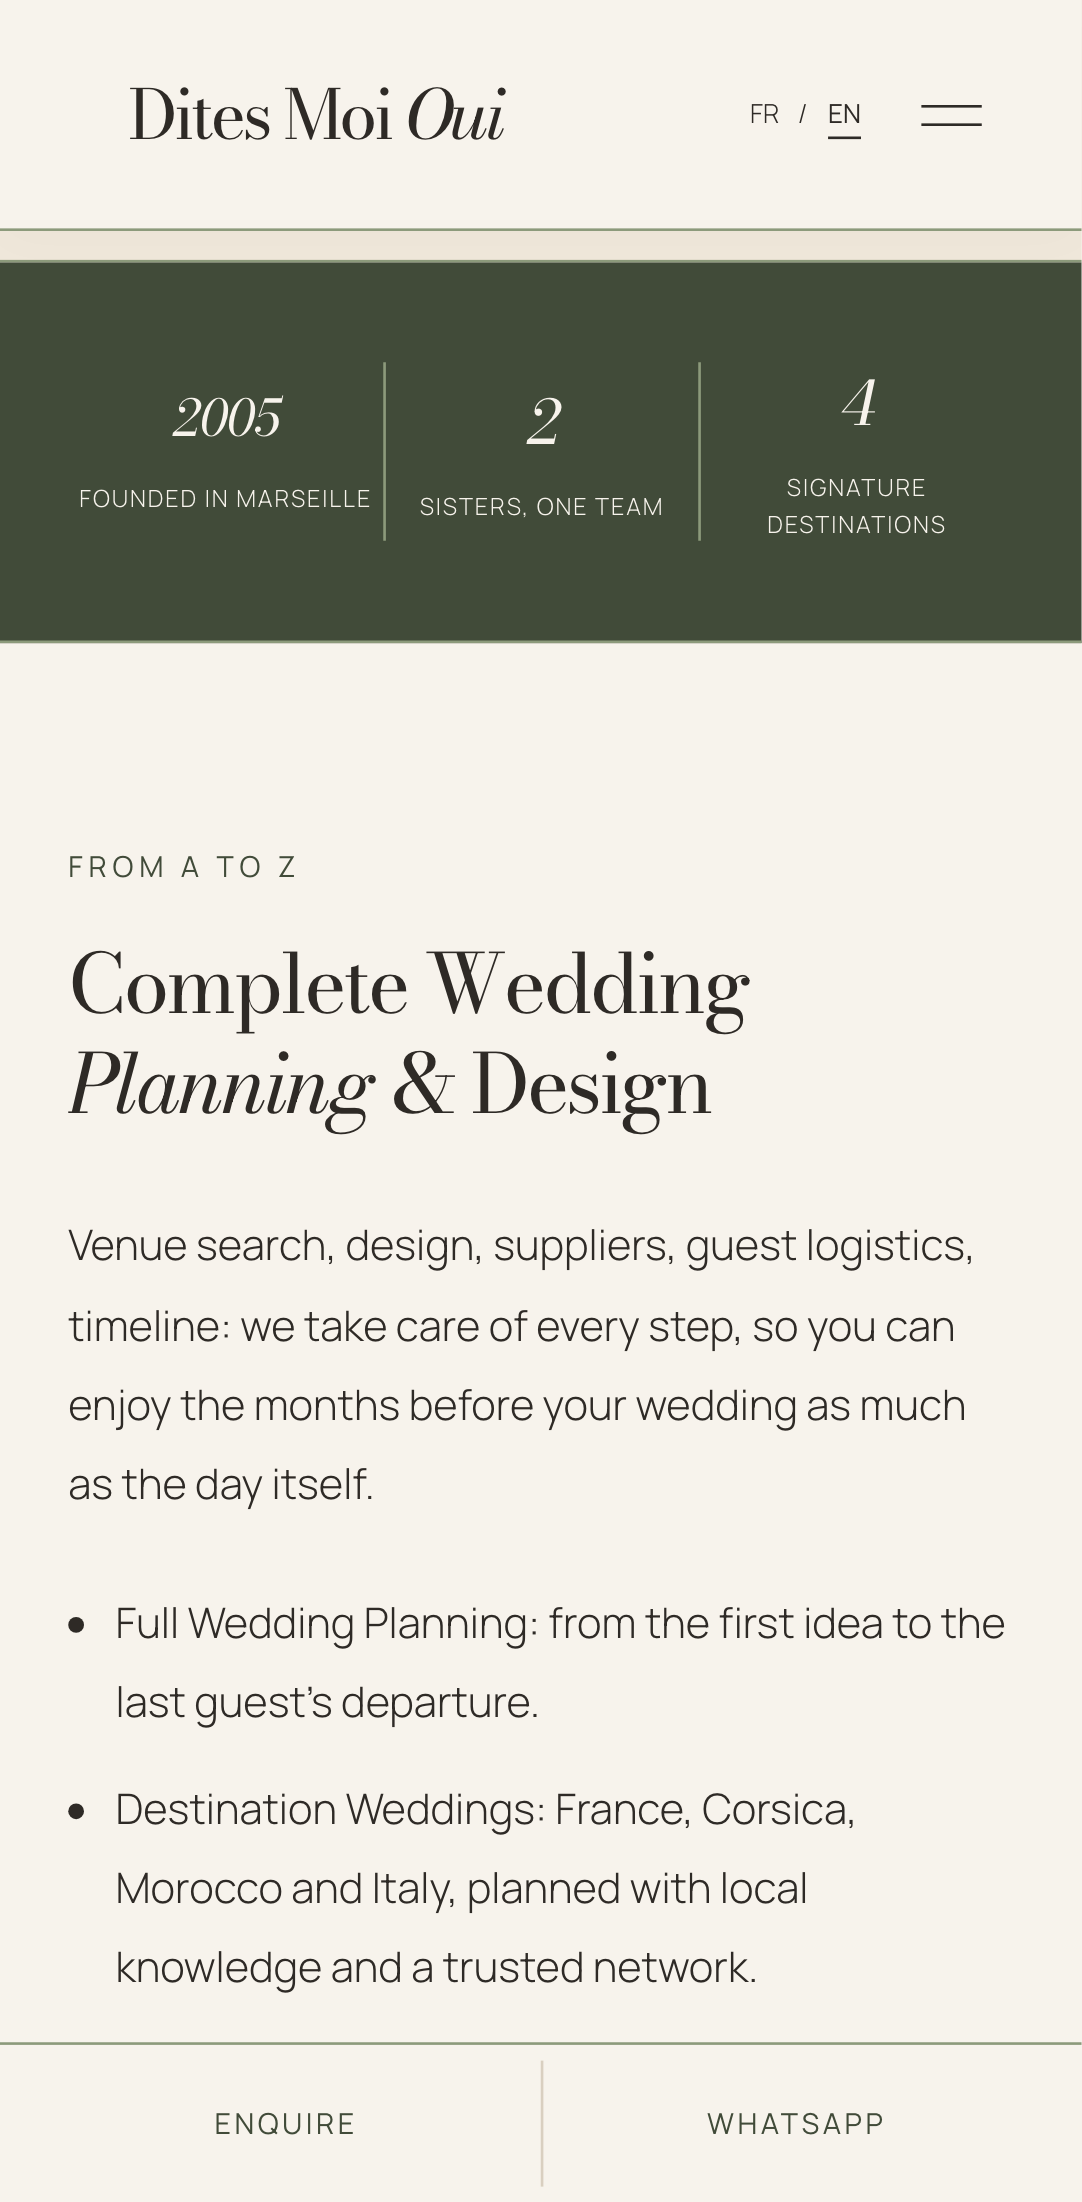 Dites Moi Oui
FR / EN
2005
FOUNDED IN MARSEILLE
2
SISTERS, ONE TEAM
4
SIGNATURE
DESTINATIONS
FROM A TO Z
Complete Wedding
Planning & Design
Venue search, design, suppliers, guest logistics,
timeline: we take care of every step, so you can
enjoy the months before your wedding as much
as the day itself.
• Full Wedding Planning: from the first idea to the
last guest’s departure.
• Destination Weddings: France, Corsica,
Morocco and Italy, planned with local
knowledge and a trusted network.
ENQUIRE
WHATSAPP